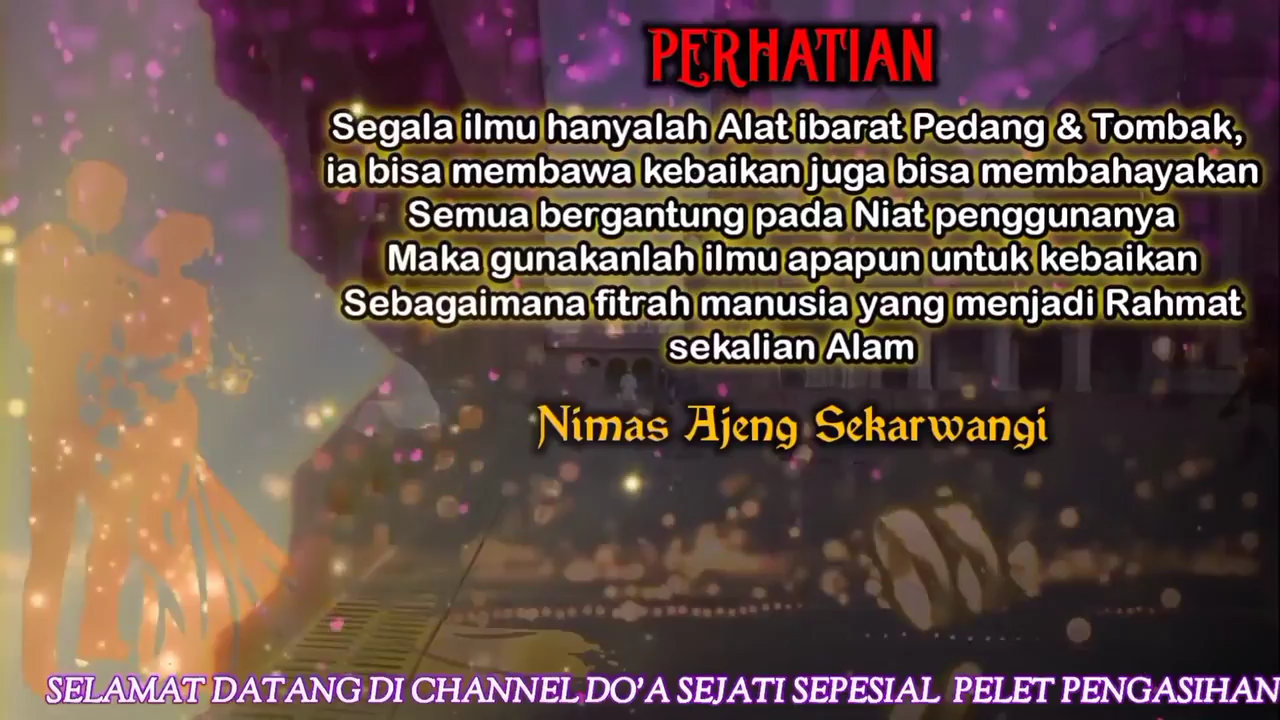 PERHATIAN
Segala ilmu hanyalah Alat ibarat Pedang & Tombak,
ia bisa membawa kebaikan juga bisa membahayakan
Semua bergantung pada Niat penggunanya
Maka gunakanlah ilmu apapun untuk kebaikan
Sebagaimana fitrah manusia yang menjadi Rahmat
sekalian Alam
Nimas Ajeng Sekarwangi
SELAMAT DATANG DI CHANNEL DO'A SEJATI SEPESIAL PELET PENGASIHAN